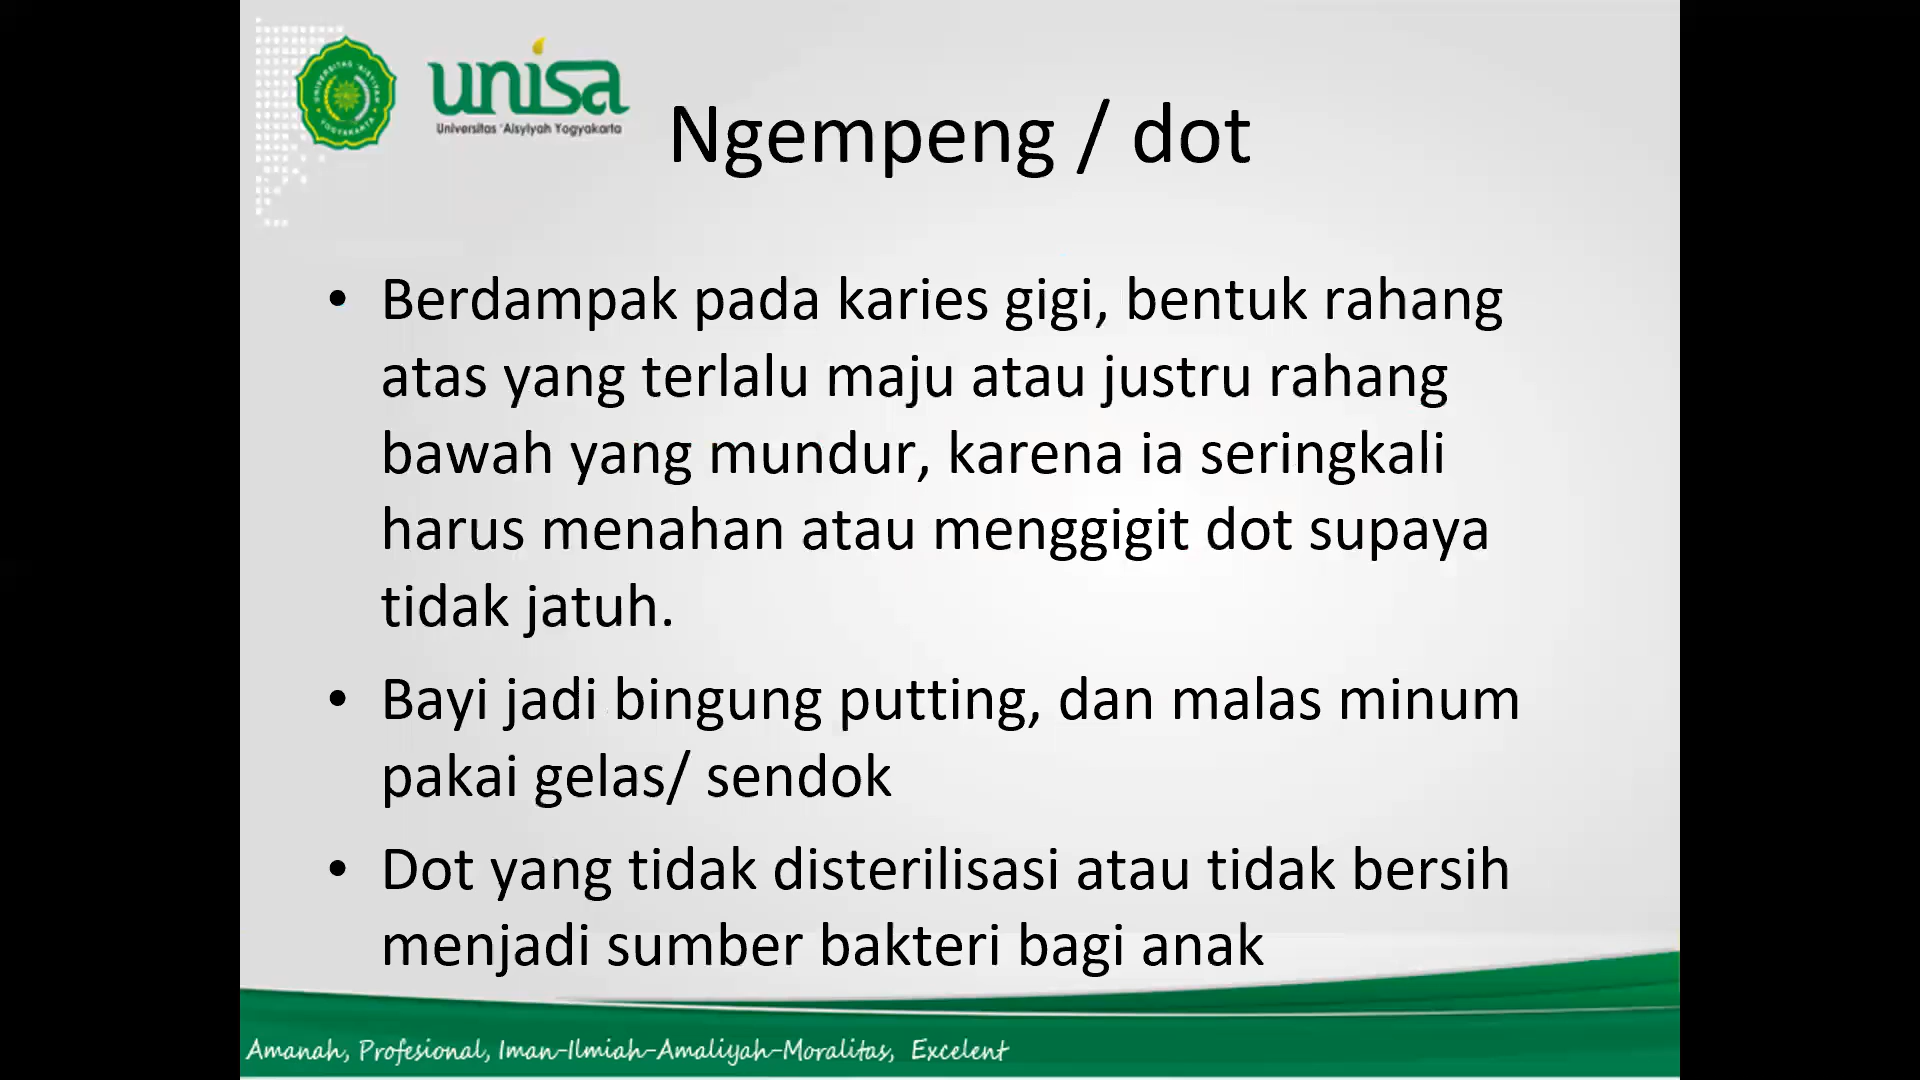 UNIVERSITAS 'AISYIYAH
YOGYAKARTA
unisa
Universitas 'Aisyiyah Yogyakarta
Ngempeng / dot
• Berdampak pada karies gigi, bentuk rahang
atas yang terlalu maju atau justru rahang
bawah yang mundur, karena ia seringkali
harus menahan atau menggigit dot supaya
tidak jatuh.
• Bayi jadi bingung putting, dan malas minum
pakai gelas/ sendok
• Dot yang tidak disterilisasi atau tidak bersih
menjadi sumber bakteri bagi anak
Amanah, Profesional, Iman-Ilmiah-Amaliyah-Moralitas, Excelent